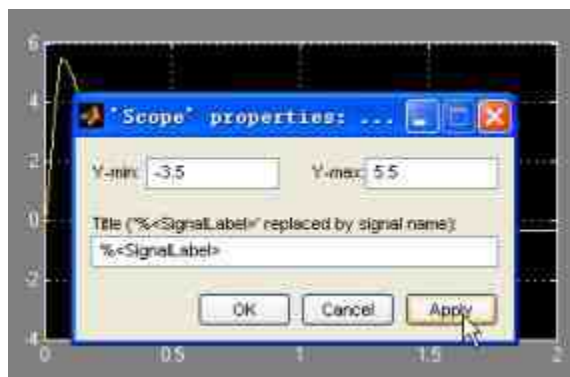 6
'Scope' properties: ...
4
Y-min: -3.5 Y-max: 5.5
2
0
Title ('%<SignalLabel>' replaced by signal name):
%<SignalLabel>
-2
OK Cancel Apply
-4
0 0.5 1 1.5 2